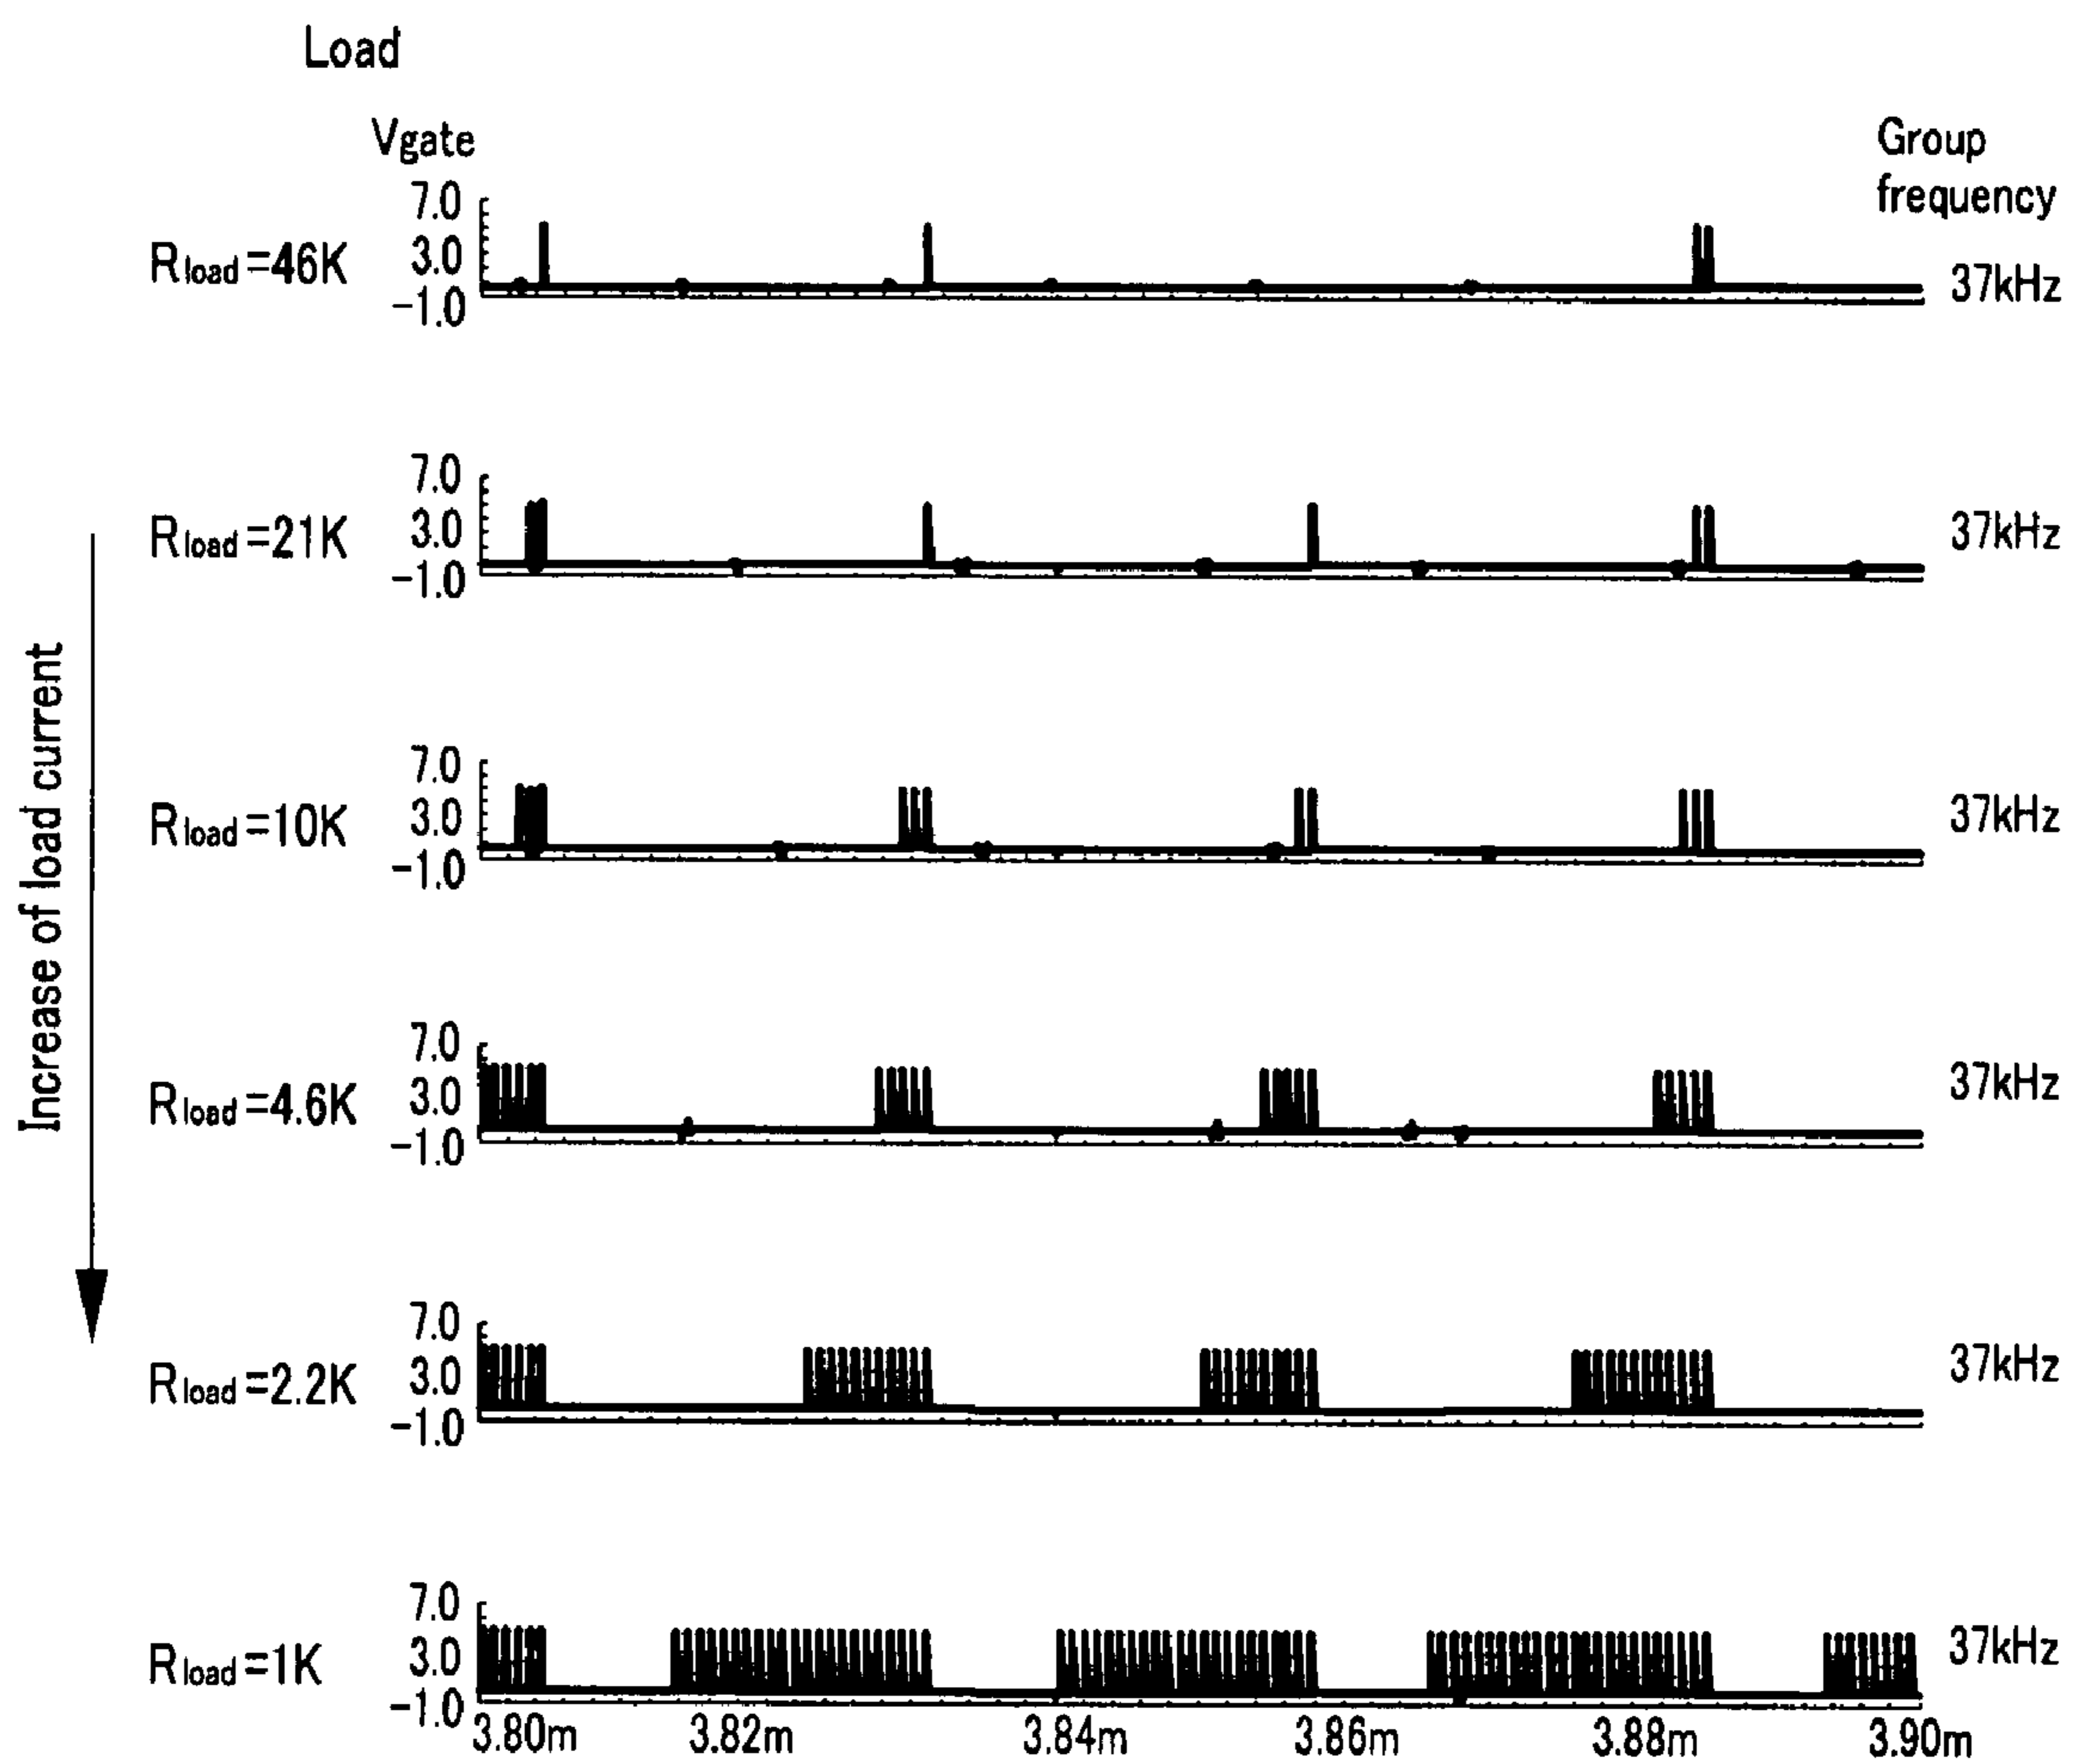 Load
Vgate
Group
frequency
7.0
3.0
-1.0
Rload=46K
37kHz
7.0
3.0
-1.0
Rload=21K
37kHz
7.0
3.0
-1.0
Rload=10K
37kHz
7.0
3.0
-1.0
Rload=4.6K
37kHz
7.0
3.0
-1.0
Rload=2.2K
37kHz
7.0
3.0
-1.0
Rload=1K
37kHz
3.80m 3.82m 3.84m 3.86m 3.88m 3.90m
Increase of load current